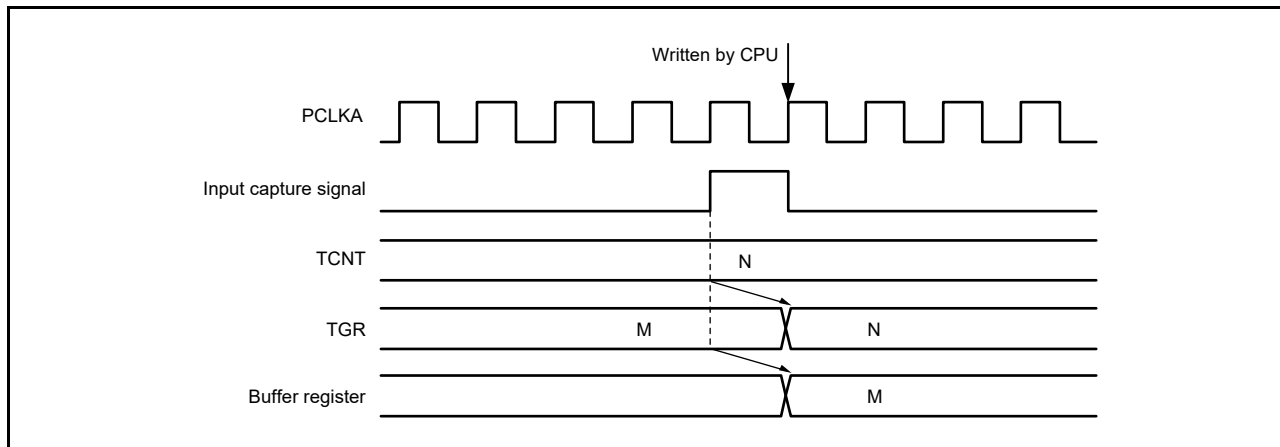 Written by CPU
PCLKA
Input capture signal
TCNT
N
TGR
M
N
Buffer register
M